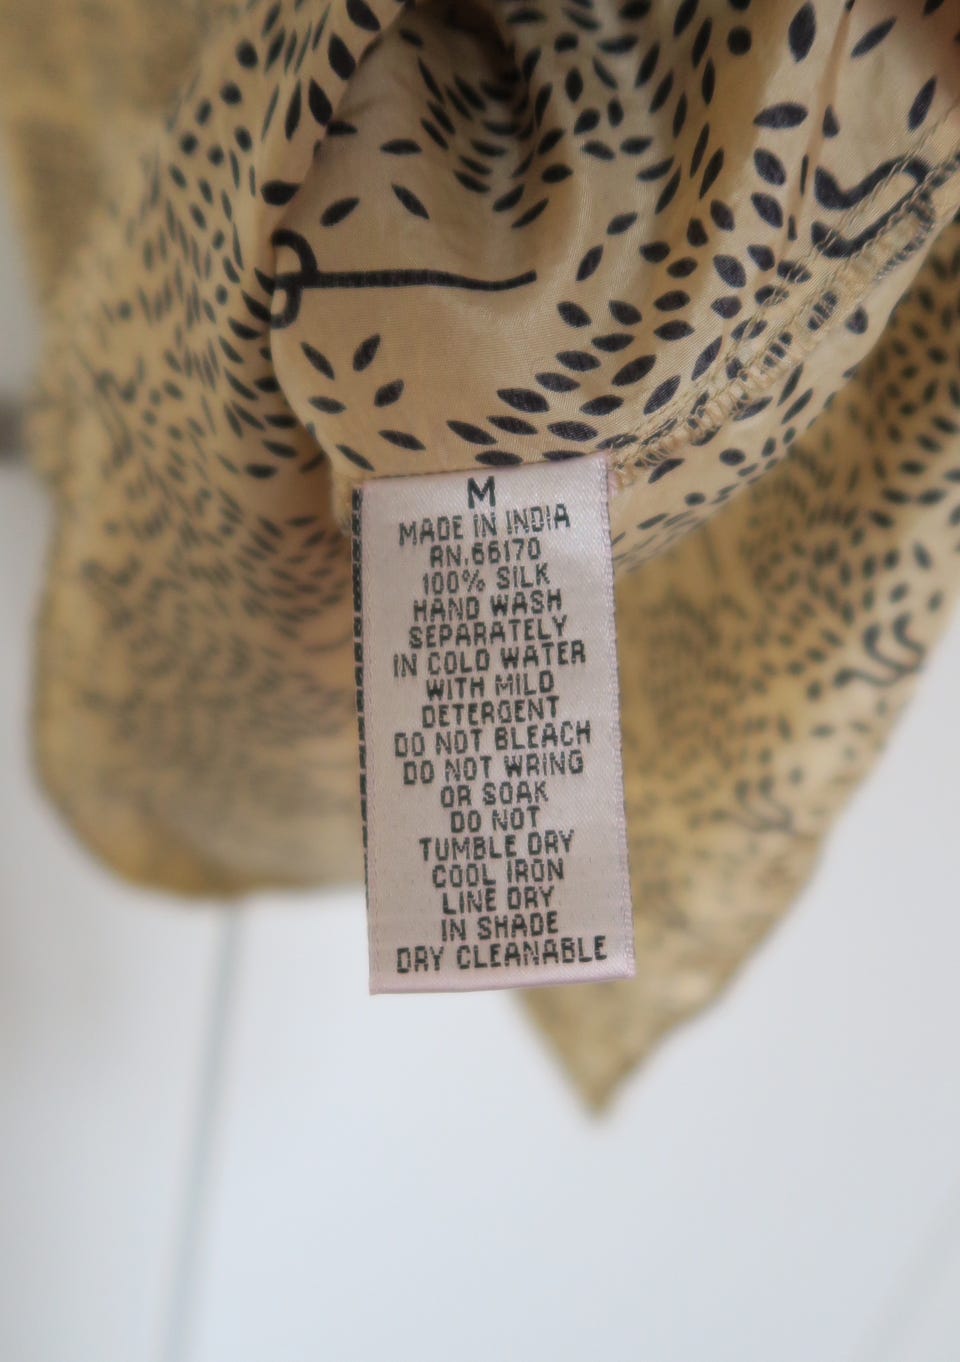 M
MADE IN INDIA
RN.66170
100% SILK
HAND WASH
SEPARATELY
IN COLD WATER
WITH MILD
DETERGENT
DO NOT BLEACH
DO NOT WRING
OR SOAK
DO NOT
TUMBLE DRY
COOL IRON
LINE DRY
IN SHADE
DRY CLEANABLE